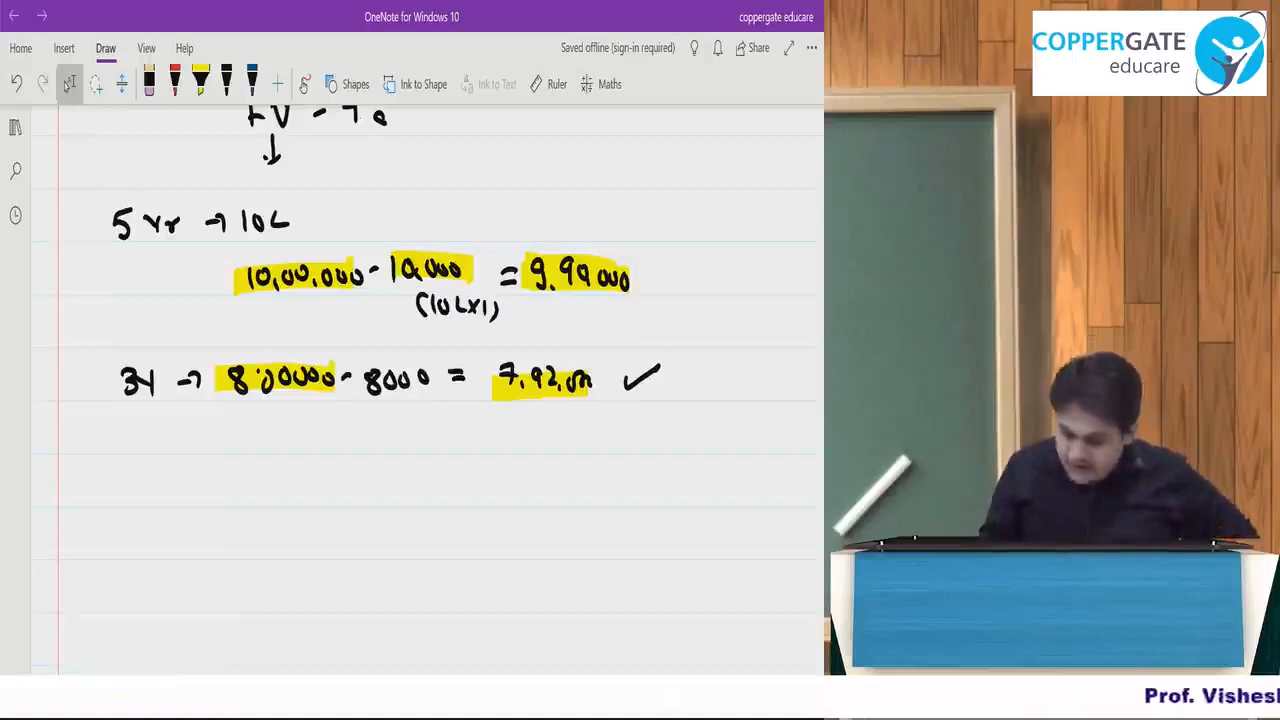 OneNote for Windows 10
coppergate educare
Home Insert Draw View Help
Saved offline (sign-in required) Share
Shapes Ink to Shape Ink to Text Ruler Maths
COPPERGATE
educare
5 Yr → 10L
10,00,000 - 10,000 = 9,90,000
(10L×1)
3Y → 8,00000 - 8000 = 7,92,000
Prof. Vishesh